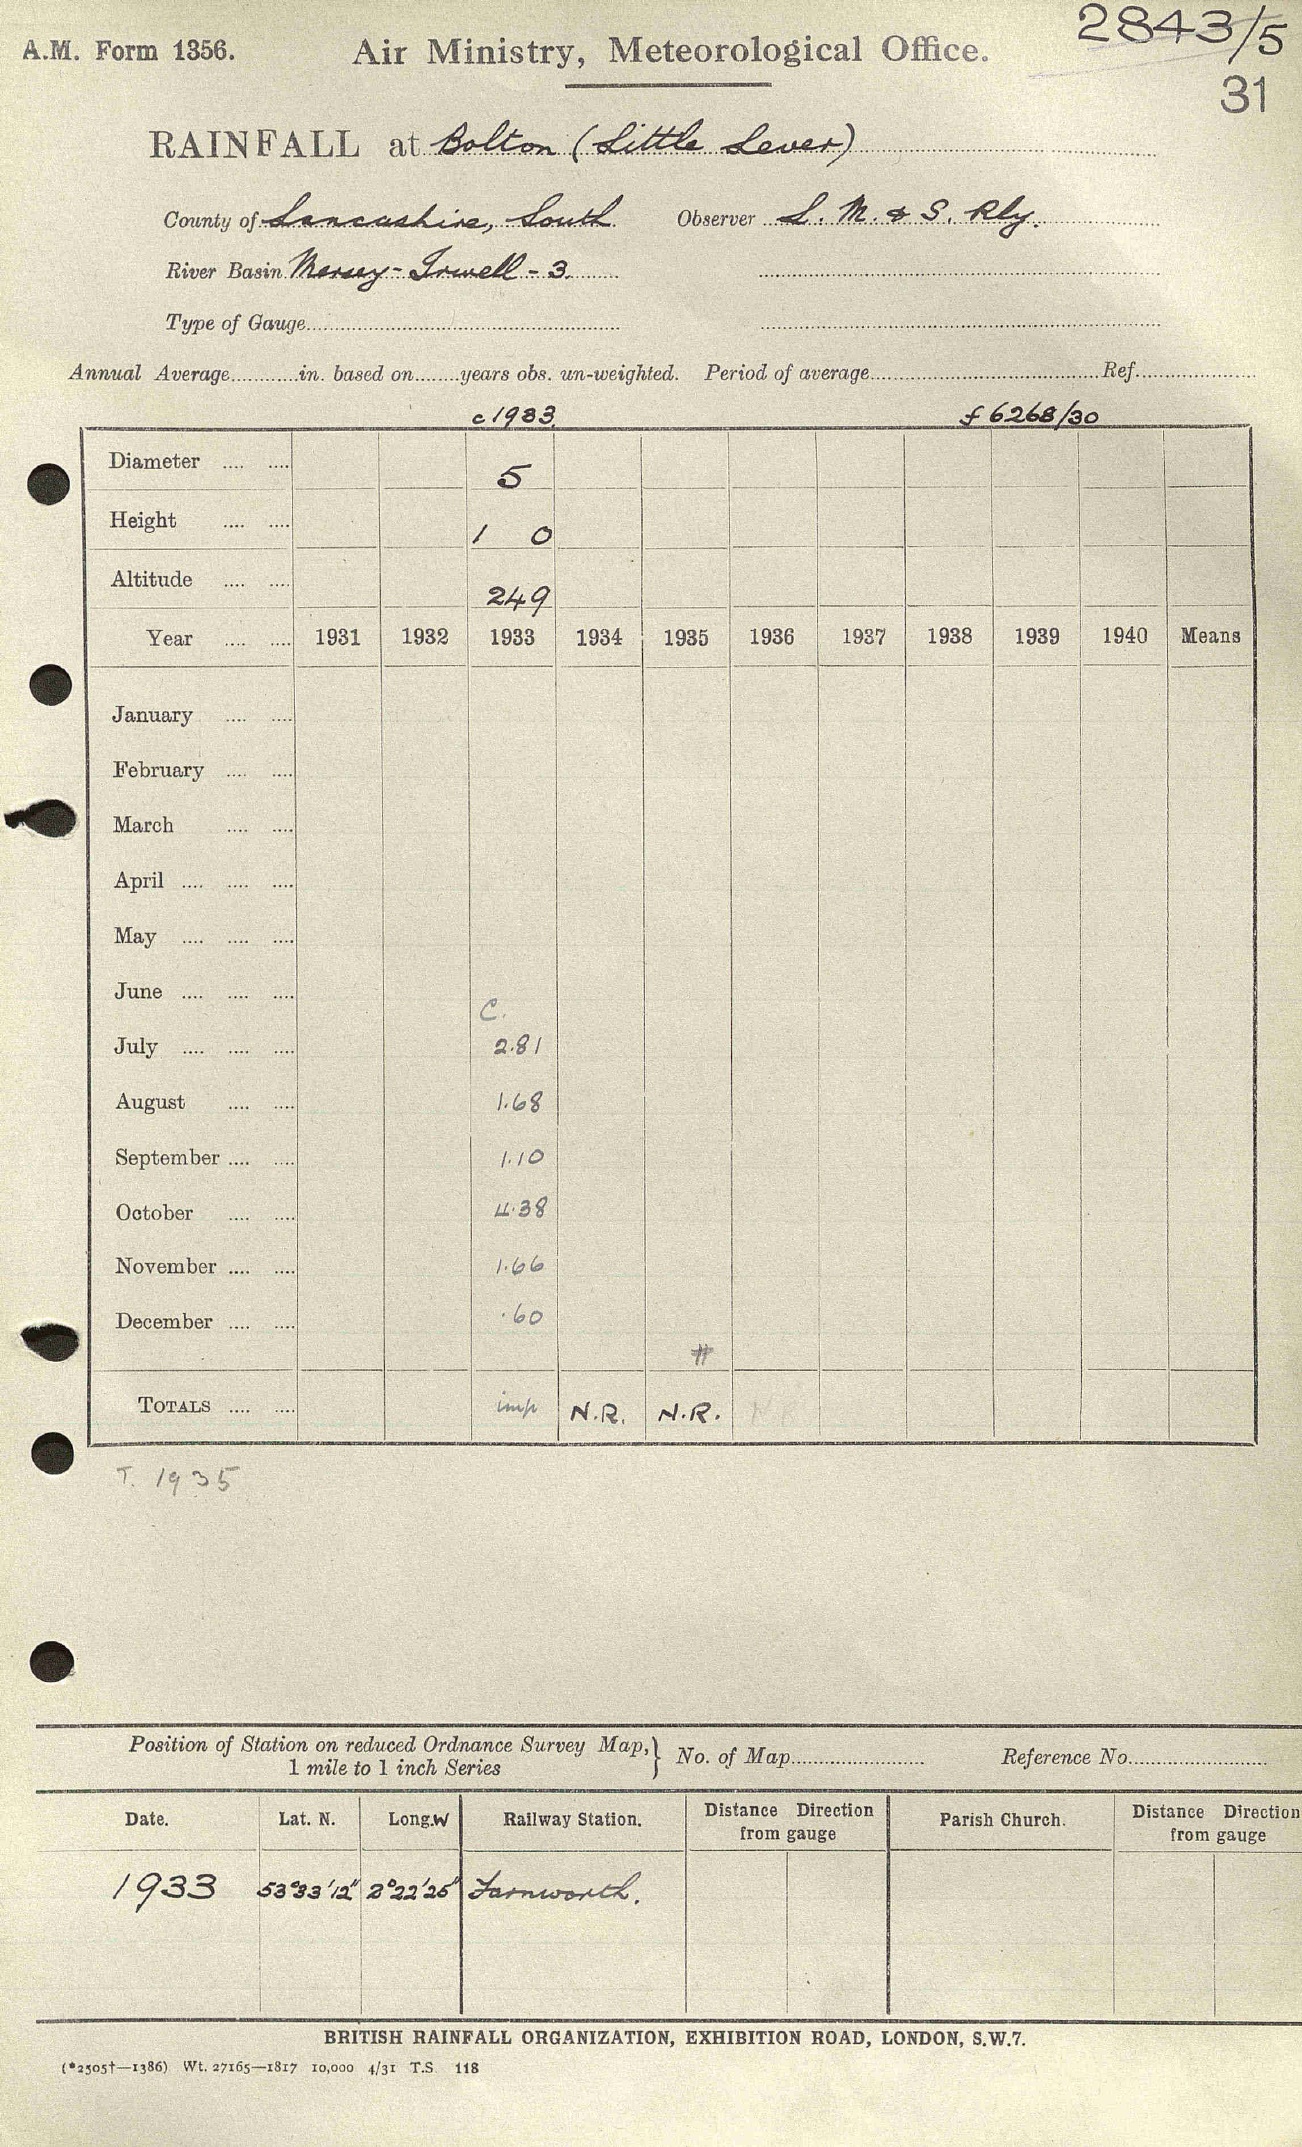 2843/5
A.M. Form 1356. Air Ministry, Meteorological Office.
31
RAINFALL at Bolton (Little Lever)
County of Lancashire, South Observer L. M. & S. Rly.
River Basin Mersey - Irwell - 3
Type of Gauge
Annual Average in. based on years obs. un-weighted. Period of average Ref.
c1933 f 6268/30
Diameter 5
Height 1 0
Altitude 249
Year 1931 1932 1933 1934 1935 1936 1937 1938 1939 1940 Means
January
February
March
April
May
June
C.
July 2.81
August 1.68
September 1.10
October 4.38
November 1.66
December .60
TOTALS imp N.R. N.R.
T. 1935
Position of Station on reduced Ordnance Survey Map, } No. of Map Reference No.
1 mile to 1 inch Series
Date. Lat. N. Long.W Railway Station. Distance Direction from gauge Parish Church. Distance Direction from gauge
1933 53°33'12" 2°22'25" Farnworth.
BRITISH RAINFALL ORGANIZATION, EXHIBITION ROAD, LONDON, S.W.7.
(*2505†—1386) Wt. 27165—1817 10,000 4/31 T.S. 118